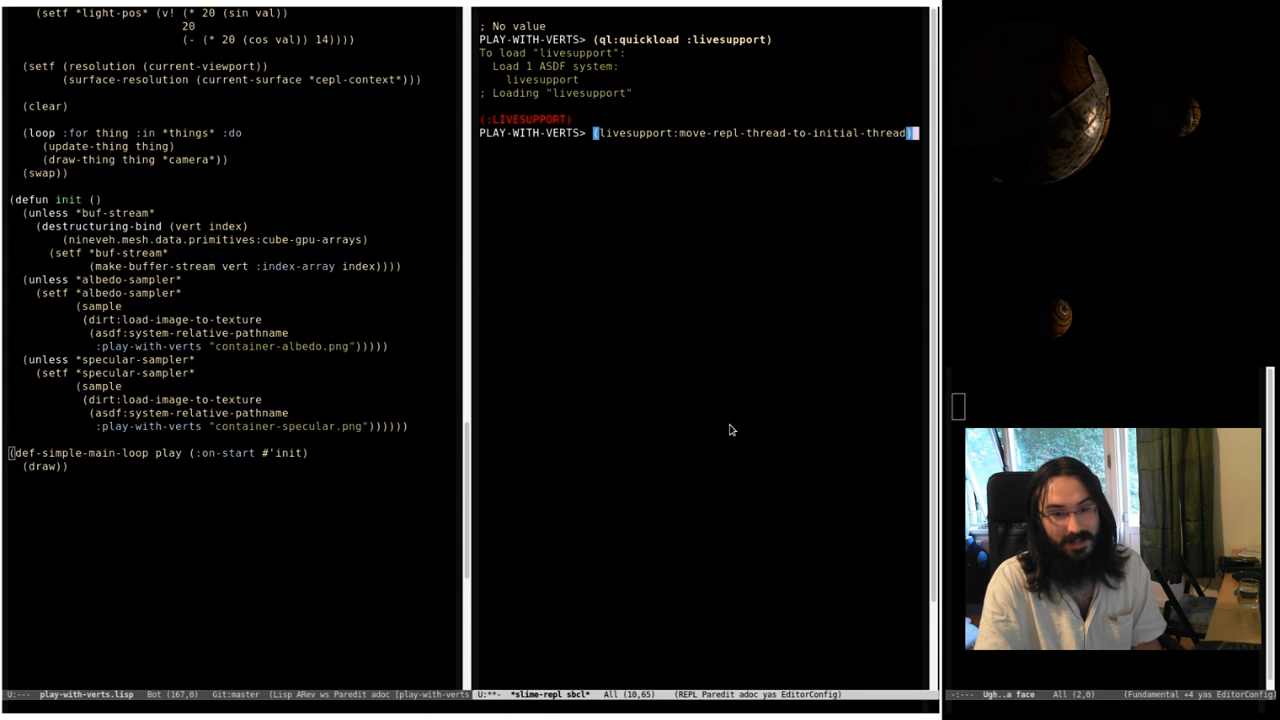 (setf *light-pos* (v! (* 20 (sin val))
20
(- (* 20 (cos val)) 14))))
(setf (resolution (current-viewport))
(surface-resolution (current-surface *cepl-context*)))
(clear)
(loop :for thing :in *things* :do
(update-thing thing)
(draw-thing thing *camera*))
(swap))
(defun init ()
(unless *buf-stream*
(destructuring-bind (vert index)
(nineveh.mesh.data.primitives:cube-gpu-arrays)
(setf *buf-stream*
(make-buffer-stream vert :index-array index))))
(unless *albedo-sampler*
(setf *albedo-sampler*
(sample
(dirt:load-image-to-texture
(asdf:system-relative-pathname
:play-with-verts "container-albedo.png")))))
(unless *specular-sampler*
(setf *specular-sampler*
(sample
(dirt:load-image-to-texture
(asdf:system-relative-pathname
:play-with-verts "container-specular.png"))))))
(def-simple-main-loop play (:on-start #'init)
(draw))
U:--- play-with-verts.lisp Bot (167,0) Git:master (Lisp ARev ws Paredit adoc [play-with-verts
; No value
PLAY-WITH-VERTS> (ql:quickload :livesupport)
To load "livesupport":
Load 1 ASDF system:
livesupport
; Loading "livesupport"
(:LIVESUPPORT)
PLAY-WITH-VERTS> (livesupport:move-repl-thread-to-initial-thread)
U:**- *slime-repl sbcl* All (10,65) (REPL Paredit adoc yas EditorConfig)
-:--- Ugh..a face All (2,0) (Fundamental +4 yas EditorConfig)